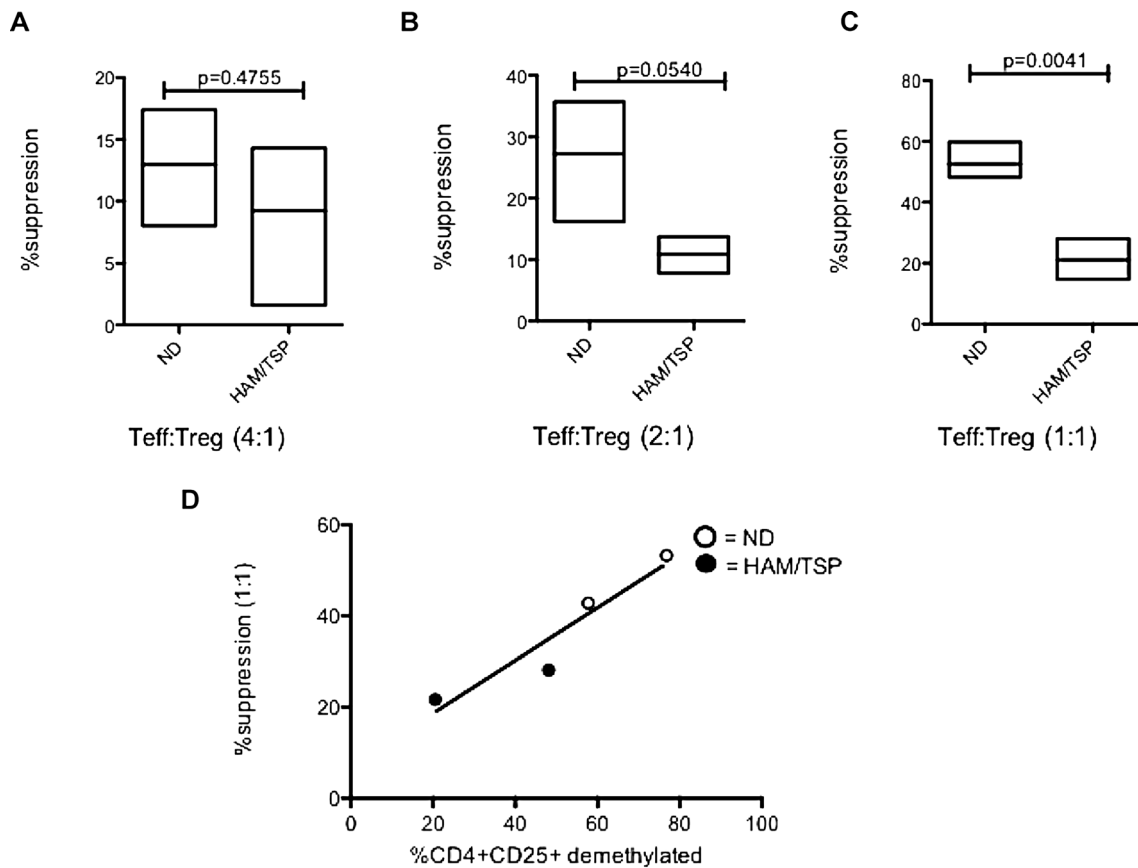 A
p=0.4755
20
15
10
5
0
%suppression
ND
HAM/TSP
Teff:Treg (4:1)
B
p=0.0540
40
30
20
10
0
%suppression
ND
HAM/TSP
Teff:Treg (2:1)
C
p=0.0041
80
60
40
20
0
%suppression
ND
HAM/TSP
Teff:Treg (1:1)
D
60
40
20
0
%suppression (1:1)
= ND
= HAM/TSP
0 20 40 60 80 100
%CD4+CD25+ demethylated